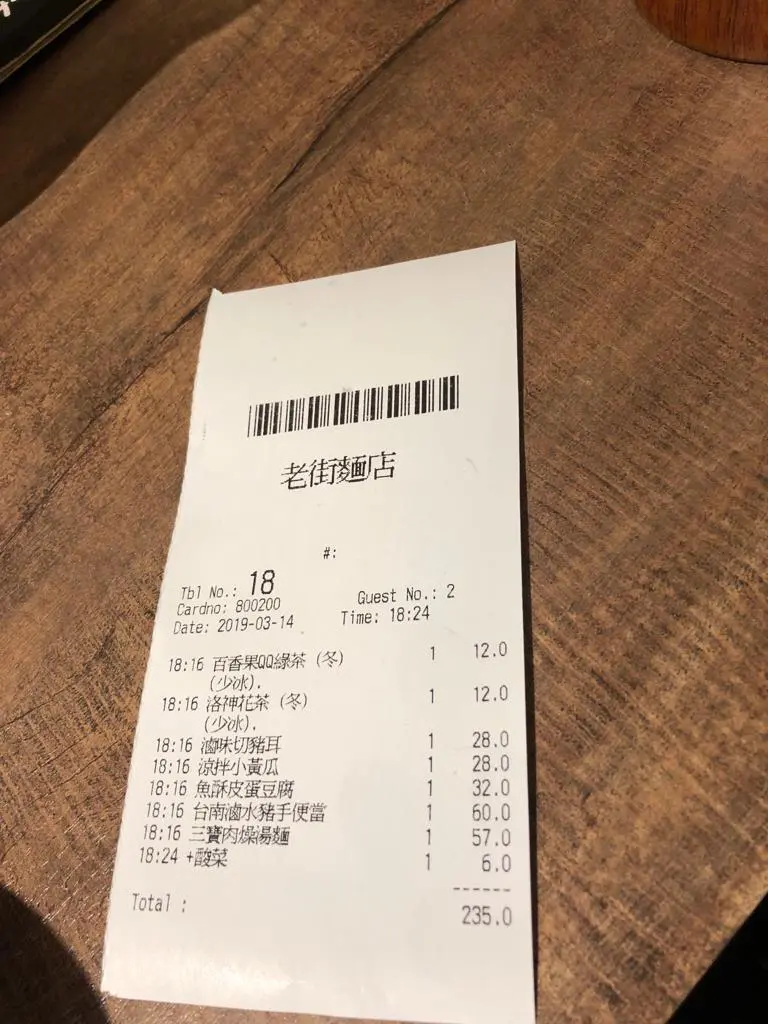 老街麵店
#:
Tbl No.: 18 Guest No.: 2
Cardno: 800200
Date: 2019-03-14 Time: 18:24
18:16 百香果QQ綠茶 (冬) 1 12.0
(少冰).
18:16 洛神花茶 (冬) 1 12.0
(少冰).
18:16 滷味切豬耳 1 28.0
18:16 涼拌小黃瓜 1 28.0
18:16 魚酥皮蛋豆腐 1 32.0
18:16 台南滷水豬手便當 1 60.0
18:16 三寶肉燥湯麵 1 57.0
18:24 +酸菜 1 6.0
------
Total : 235.0